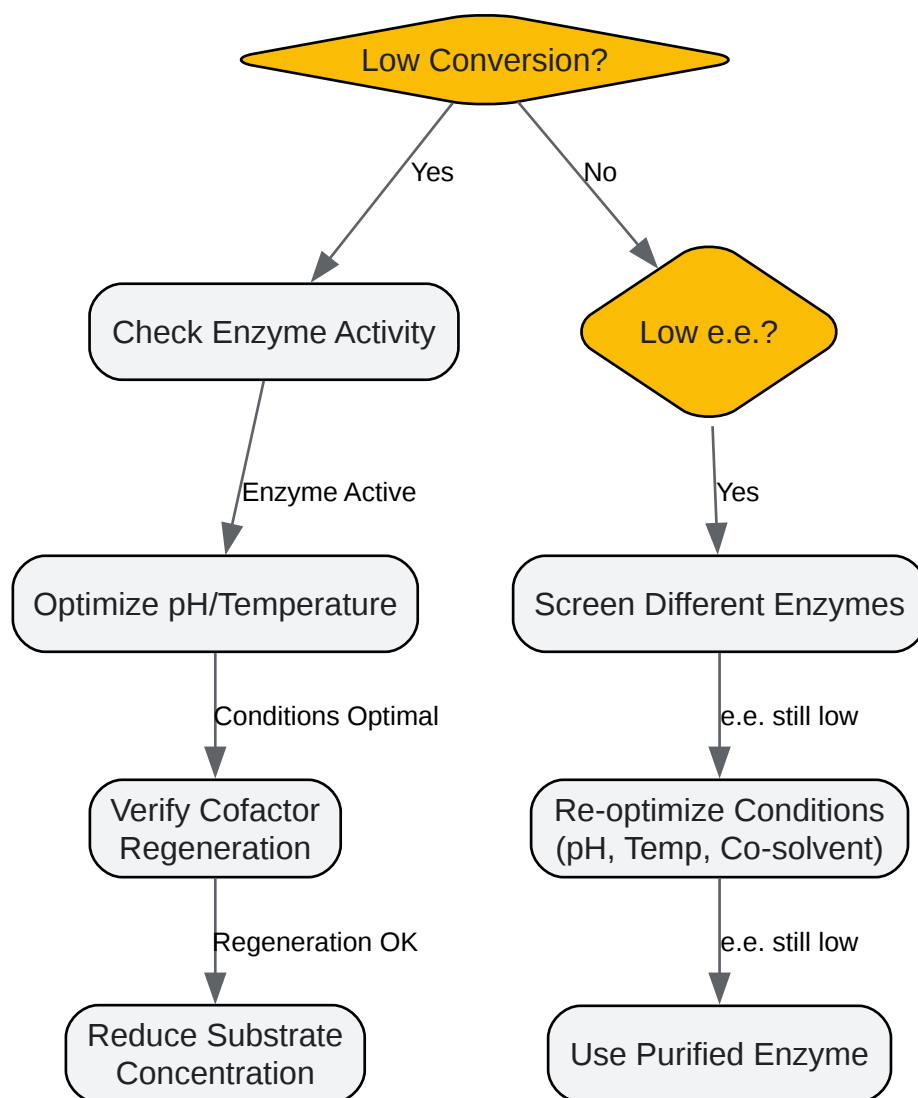 Low Conversion?
Yes
No
Check Enzyme Activity
Low e.e.?
Enzyme Active
Yes
Optimize pH/Temperature
Screen Different Enzymes
Conditions Optimal
e.e. still low
Verify Cofactor
Regeneration
Re-optimize Conditions
(pH, Temp, Co-solvent)
Regeneration OK
e.e. still low
Reduce Substrate
Concentration
Use Purified Enzyme